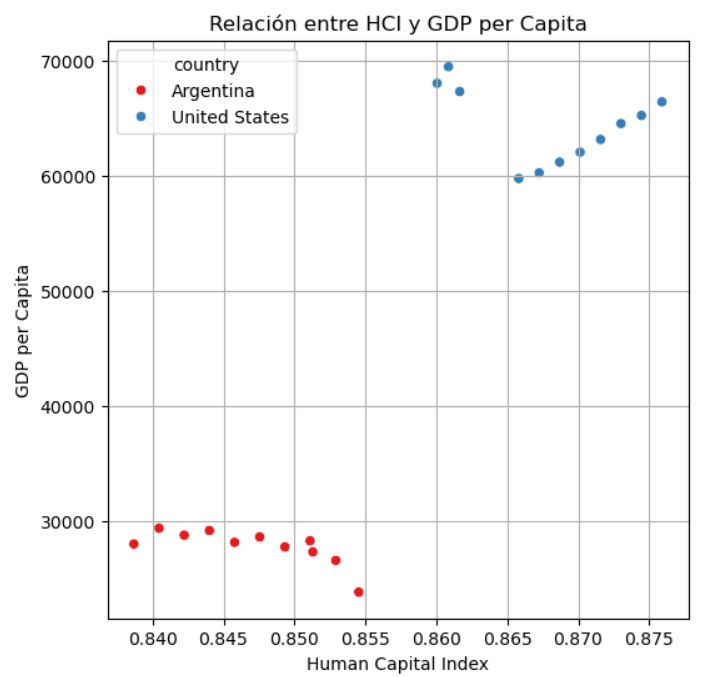 Relación entre HCI y GDP per Capita
country
Argentina
United States
GDP per Capita
70000
60000
50000
40000
30000
0.840 0.845 0.850 0.855 0.860 0.865 0.870 0.875
Human Capital Index